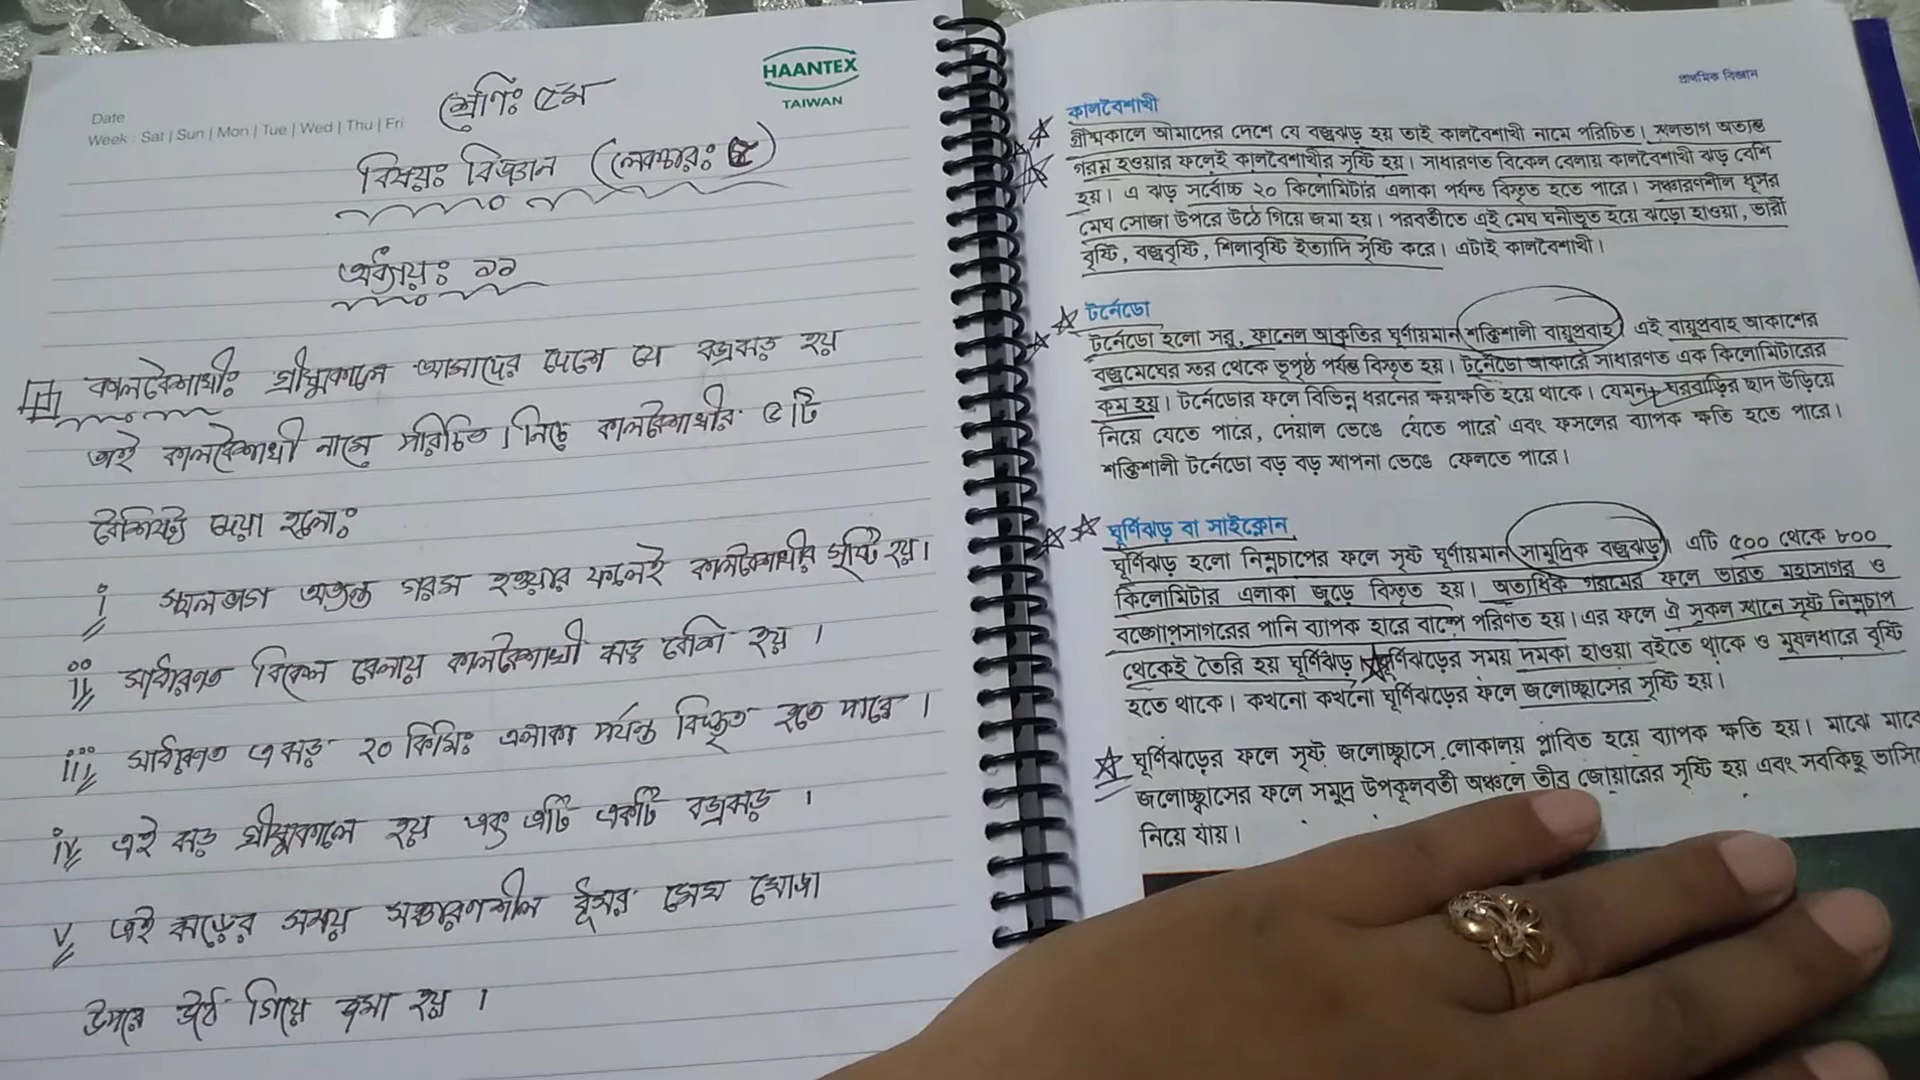 Date
Week : Sat | Sun | Mon | Tue | Wed | Thu | Fri
HAANTEX
TAIWAN
শ্রেণিঃ ৫ম
বিষয়ঃ বিজ্ঞান (লেকচারঃ ৫)
অধ্যায়ঃ ১১
কালবৈশাখীঃ গ্রীষ্মকালে আমাদের দেশে যে বজ্রঝড় হয়
তাই কালবৈশাখী নামে পরিচিত। নিচে কালবৈশাখীর ৫টি
বৈশিষ্ট্য দেয়া হলোঃ
i স্থলভাগ অত্যন্ত গরম হওয়ার ফলেই কালবৈশাখীর সৃষ্টি হয়।
ii সাধারণত বিকেল বেলায় কালবৈশাখী ঝড় বেশি হয়।
iii সাধারণত এ ঝড় ২০ কিমিঃ এলাকা পর্যন্ত বিস্তৃত হতে পারে।
iv এই ঝড় গ্রীষ্মকালে হয় এবং এটি একটি বজ্রঝড়।
v এই ঝড়ের সময় সঞ্চারণশীল ধূসর মেঘ সোজা
উপরে উঠে গিয়ে জমা হয়।
প্রাথমিক বিজ্ঞান
কালবৈশাখী
গ্রীষ্মকালে আমাদের দেশে যে বজ্রঝড় হয় তাই কালবৈশাখী নামে পরিচিত। স্থলভাগ অত্যন্ত
গরম হওয়ার ফলেই কালবৈশাখীর সৃষ্টি হয়। সাধারণত বিকেল বেলায় কালবৈশাখী ঝড় বেশি
হয়। এ ঝড় সর্বোচ্চ ২০ কিলোমিটার এলাকা পর্যন্ত বিস্তৃত হতে পারে। সঞ্চারণশীল ধূসর
মেঘ সোজা উপরে উঠে গিয়ে জমা হয়। পরবর্তীতে এই মেঘ ঘনীভূত হয়ে ঝড়ো হাওয়া, ভারী
বৃষ্টি, বজ্রবৃষ্টি, শিলাবৃষ্টি ইত্যাদি সৃষ্টি করে। এটাই কালবৈশাখী।
টর্নেডো
টর্নেডো হলো সরু, ফানেল আকৃতির ঘূর্ণায়মান শক্তিশালী বায়ুপ্রবাহ। এই বায়ুপ্রবাহ আকাশের
বজ্রমেঘের স্তর থেকে ভূপৃষ্ঠ পর্যন্ত বিস্তৃত হয়। টর্নেডো আকারে সাধারণত এক কিলোমিটারের
কম হয়। টর্নেডোর ফলে বিভিন্ন ধরনের ক্ষয়ক্ষতি হয়ে থাকে। যেমন- ঘরবাড়ির ছাদ উড়িয়ে
নিয়ে যেতে পারে, দেয়াল ভেঙে যেতে পারে এবং ফসলের ব্যাপক ক্ষতি হতে পারে।
শক্তিশালী টর্নেডো বড় বড় স্থাপনা ভেঙে ফেলতে পারে।
ঘূর্ণিঝড় বা সাইক্লোন
ঘূর্ণিঝড় হলো নিম্নচাপের ফলে সৃষ্ট ঘূর্ণায়মান সামুদ্রিক বজ্রঝড়। এটি ৫০০ থেকে ৮০০
কিলোমিটার এলাকা জুড়ে বিস্তৃত হয়। অত্যধিক গরমের ফলে ভারত মহাসাগর ও
বঙ্গোপসাগরের পানি ব্যাপক হারে বাষ্পে পরিণত হয়। এর ফলে ঐ সকল স্থানে সৃষ্ট নিম্নচাপ
থেকেই তৈরি হয় ঘূর্ণিঝড়। ঘূর্ণিঝড়ের সময় দমকা হাওয়া বইতে থাকে ও মুষলধারে বৃষ্টি
হতে থাকে। কখনো কখনো ঘূর্ণিঝড়ের ফলে জলোচ্ছ্বাসের সৃষ্টি হয়।
ঘূর্ণিঝড়ের ফলে সৃষ্ট জলোচ্ছ্বাসে লোকালয় প্লাবিত হয়ে ব্যাপক ক্ষতি হয়। মাঝে মাঝে
জলোচ্ছ্বাসের ফলে সমুদ্র উপকূলবর্তী অঞ্চলে তীব্র জোয়ারের সৃষ্টি হয় এবং সবকিছু ভাসি
নিয়ে যায়।